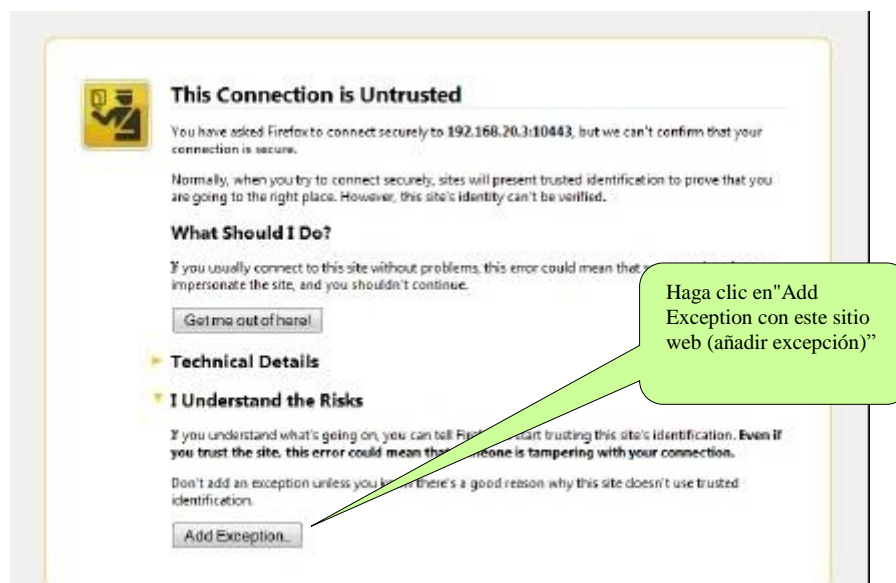 This Connection is Untrusted
You have asked Firefox to connect securely to 192.168.20.3:10443, but we can't confirm that your
connection is secure.
Normally, when you try to connect securely, sites will present trusted identification to prove that you
are going to the right place. However, this site's identity can't be verified.
What Should I Do?
If you usually connect to this site without problems, this error could mean that
impersonate the site, and you shouldn't continue.
Get me out of here!
Technical Details
I Understand the Risks
If you understand what's going on, you can tell start trusting this site's identification. Even if
you trust the site, this error could mean that is tampering with your connection.
Don't add an exception unless you there's a good reason why this site doesn't use trusted
identification.
Add Exception...
Haga clic en"Add
Exception con este sitio
web (añadir excepción)”